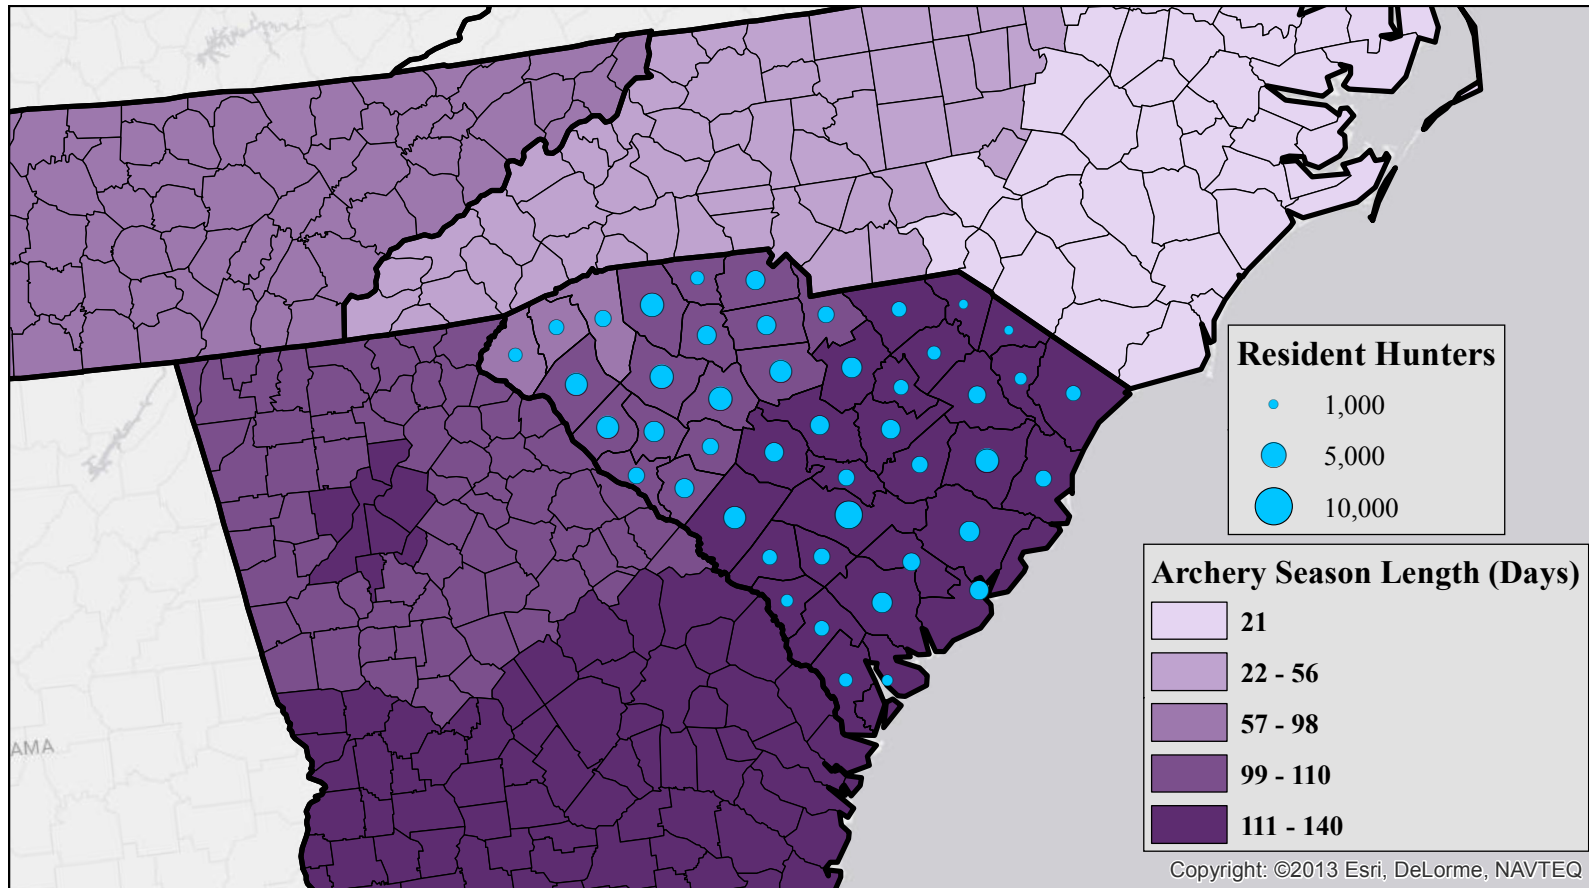 Resident Hunters
1,000
5,000
10,000
Archery Season Length (Days)
21
22 - 56
57 - 98
99 - 110
111 - 140
AMA
Copyright: ©2013 Esri, DeLorme, NAVTEQ